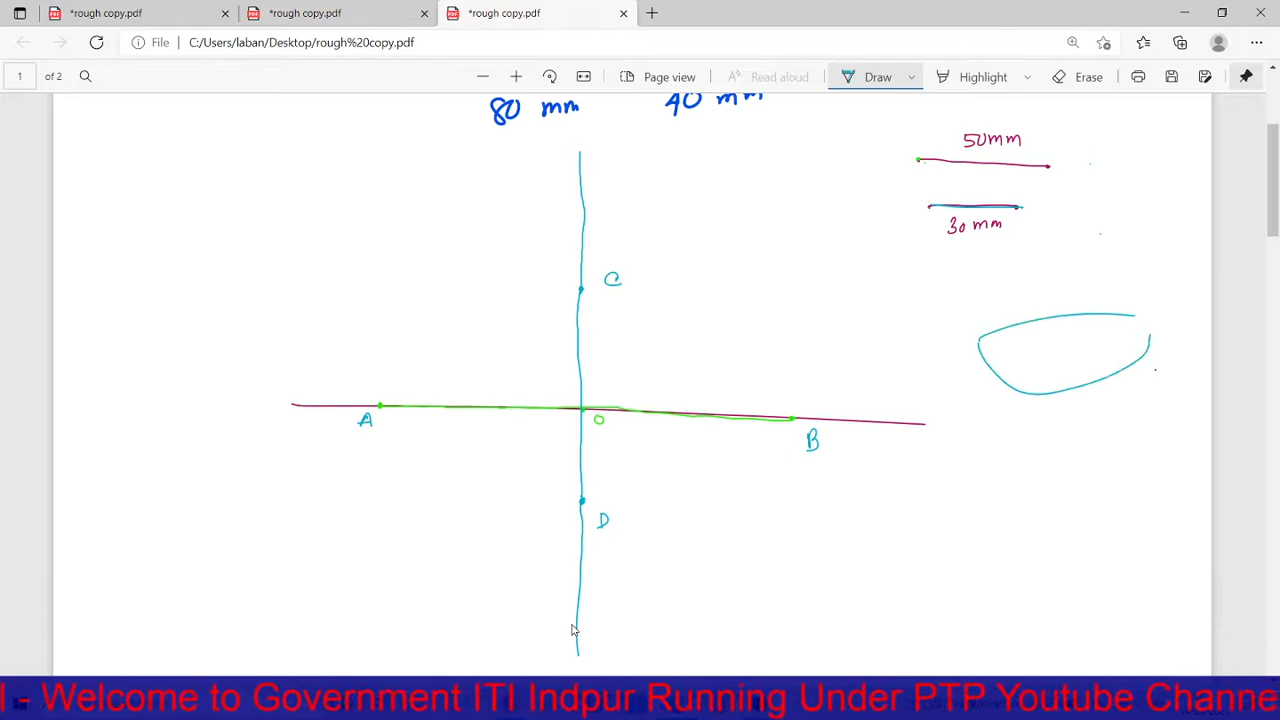 *rough copy.pdf
*rough copy.pdf
*rough copy.pdf
File C:/Users/laban/Desktop/rough%20copy.pdf
1 of 2
Page view
Read aloud
Draw
Highlight
Erase
80 mm 40 mm
50mm
30mm
C
A
O
B
D
I - Welcome to Government ITI Indpur Running Under PTP Youtube Channe